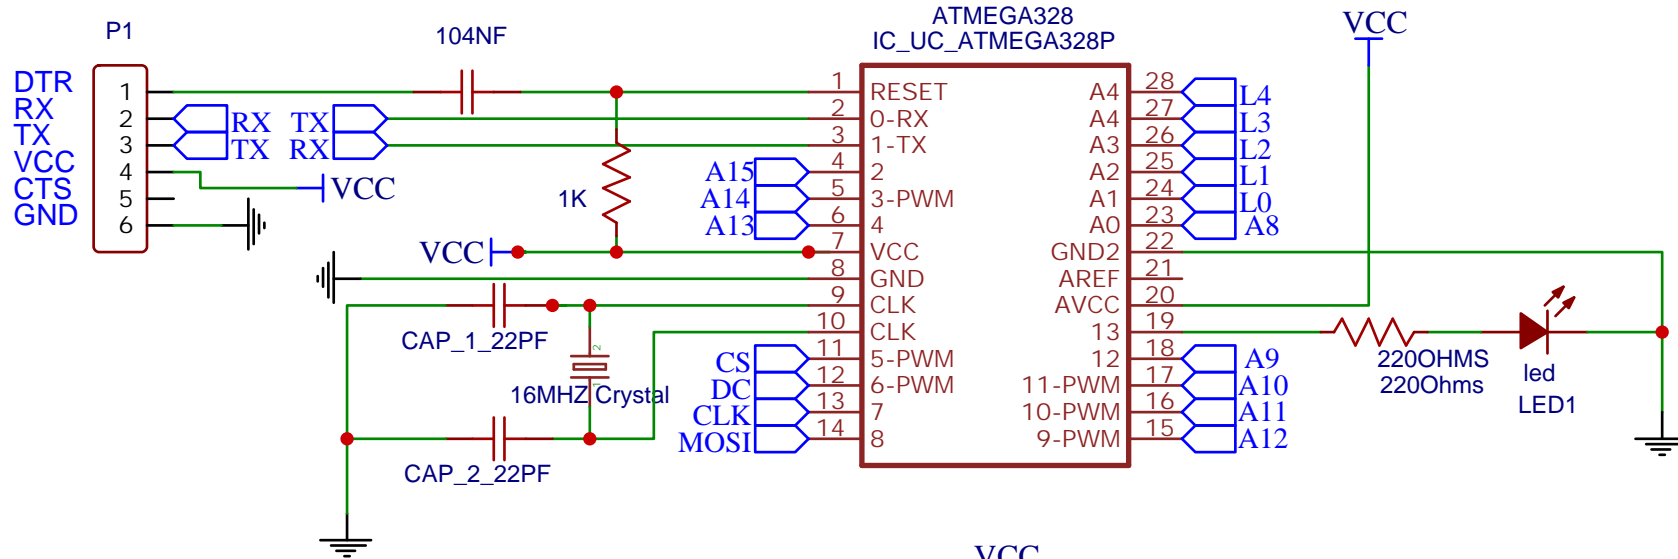 P1
DTR
RX
TX
VCC
CTS
GND
1
2
3
4
5
6
RX
TX
VCC
104NF
TX
RX
1K
VCC
A15
A14
A13
CAP_1_22PF
16MHZ Crystal
2
1
CAP_2_22PF
CS
DC
CLK
MOSI
ATMEGA328
IC_UC_ATMEGA328P
1 RESET
2 0-RX
3 1-TX
4 2
5 3-PWM
6 4
7 VCC
8 GND
9 CLK
10 CLK
11 5-PWM
12 6-PWM
13 7
14 8
A4 28 L4
A4 27 L3
A3 26 L2
A2 25 L1
A1 24 L0
A0 23 A8
GND2 22
AREF 21
AVCC 20
13 19
12 18 A9
11-PWM 17 A10
10-PWM 16 A11
9-PWM 15 A12
VCC
220OHMS
220Ohms
led
LED1
VCC